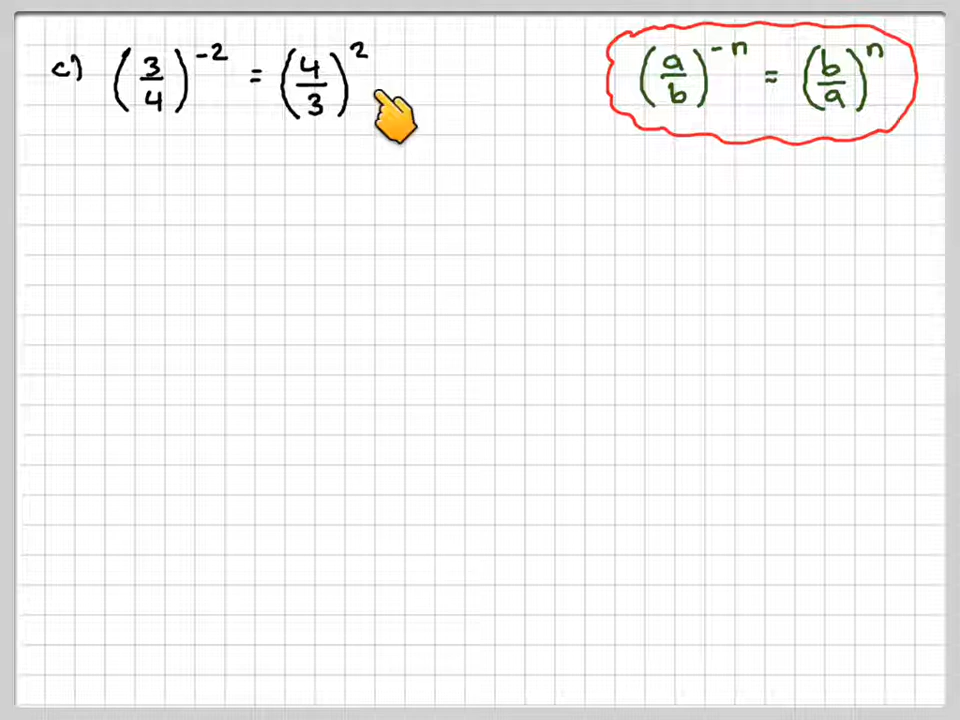 c) (3/4)^-2 = (4/3)^2
(a/b)^-n = (b/a)^n